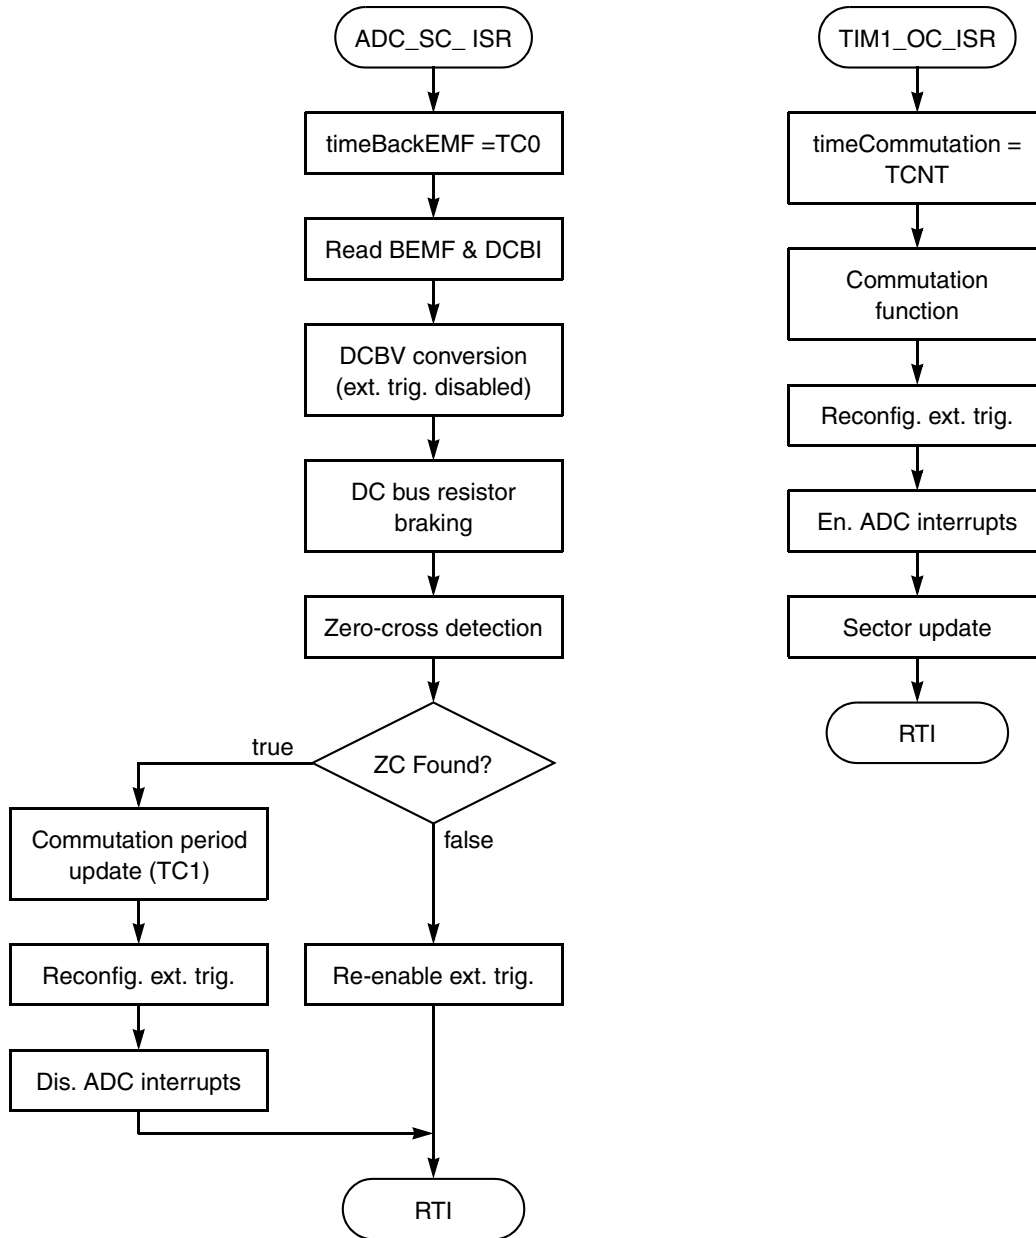 ADC_SC_ ISR
timeBackEMF =TC0
Read BEMF & DCBI
DCBV conversion
(ext. trig. disabled)
DC bus resistor
braking
Zero-cross detection
ZC Found?
true
false
Commutation period
update (TC1)
Reconfig. ext. trig.
Dis. ADC interrupts
Re-enable ext. trig.
RTI
TIM1_OC_ISR
timeCommutation =
TCNT
Commutation
function
Reconfig. ext. trig.
En. ADC interrupts
Sector update
RTI